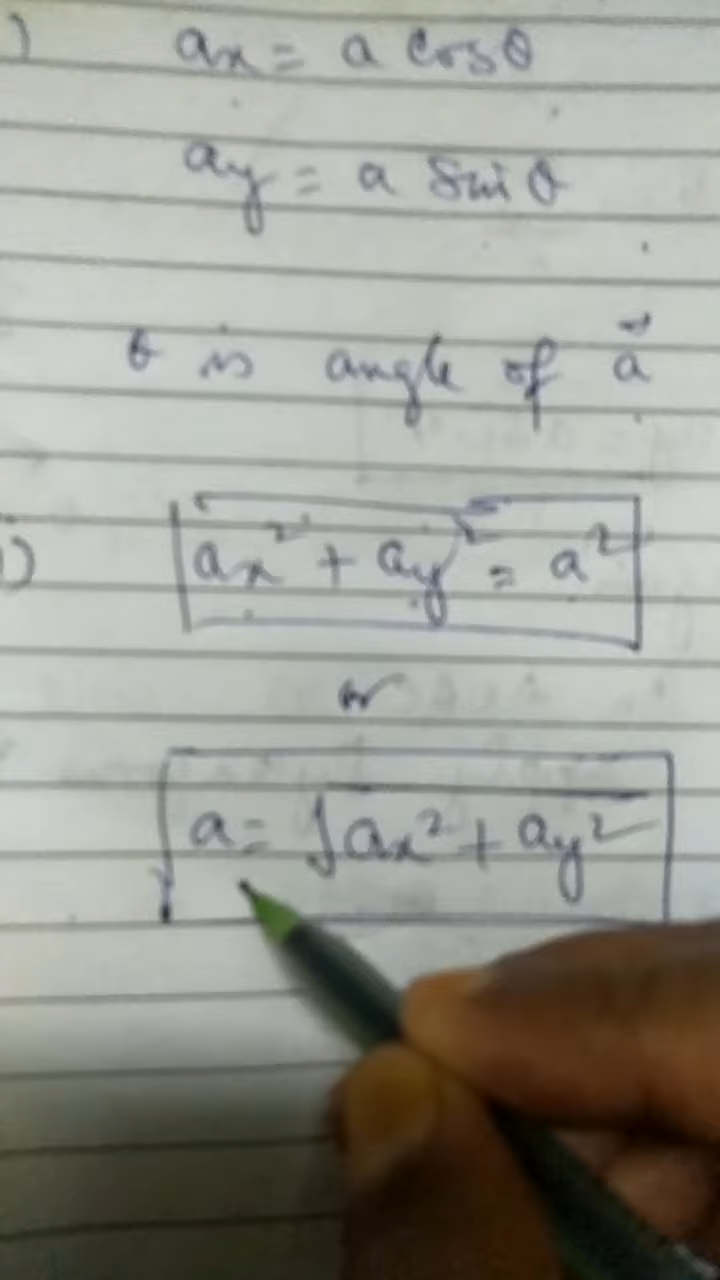 ) ax = a cosθ
ay = a sinθ
θ is angle of a⃗
) ax² + ay² = a²
or
a = √ax² + ay²